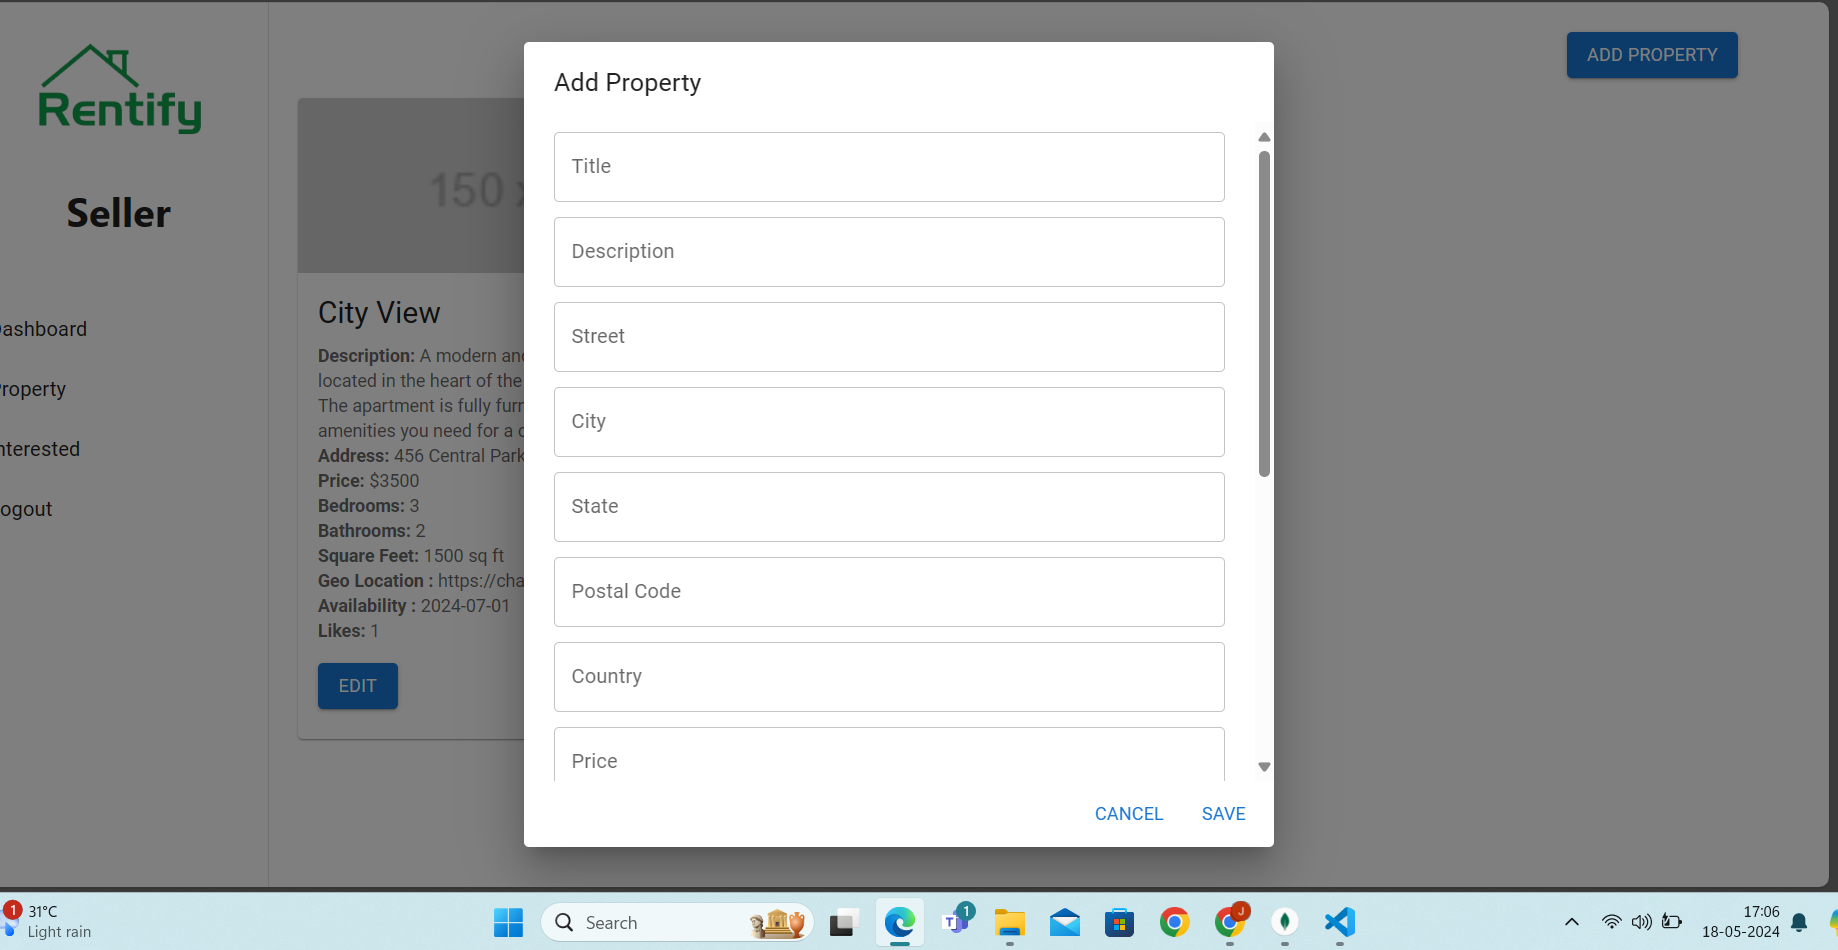 Rentify
Seller
ashboard
roperty
nterested
ogout
ADD PROPERTY
150 x
City View
Description: A modern an
located in the heart of the
The apartment is fully furn
amenities you need for a c
Address: 456 Central Park
Price: $3500
Bedrooms: 3
Bathrooms: 2
Square Feet: 1500 sq ft
Geo Location : https://cha
Availability : 2024-07-01
Likes: 1
EDIT
Add Property
Title
Description
Street
City
State
Postal Code
Country
Price
CANCEL
SAVE
1
31°C
Light rain
Search
T
1
J
17:06
18-05-2024